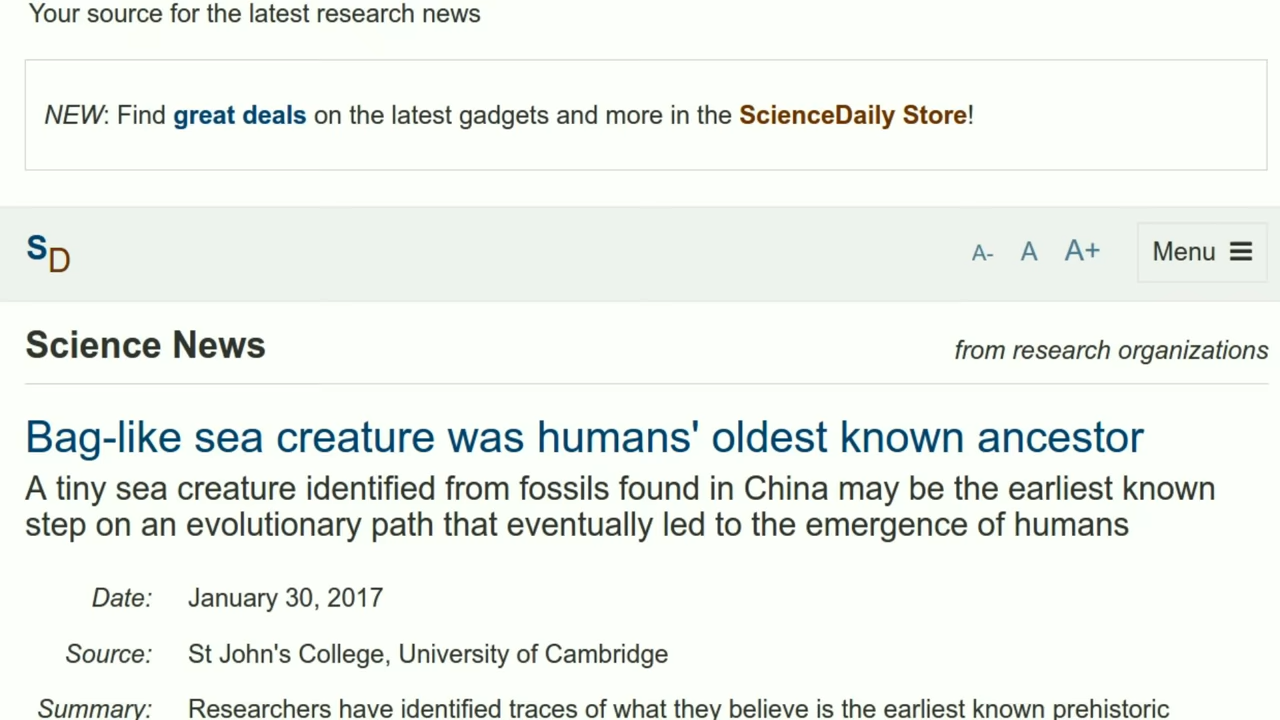 Your source for the latest research news
NEW: Find great deals on the latest gadgets and more in the ScienceDaily Store!
SD
A- A A+ Menu
Science News
from research organizations
Bag-like sea creature was humans' oldest known ancestor
A tiny sea creature identified from fossils found in China may be the earliest known
step on an evolutionary path that eventually led to the emergence of humans
Date: January 30, 2017
Source: St John's College, University of Cambridge
Summary: Researchers have identified traces of what they believe is the earliest known prehistoric